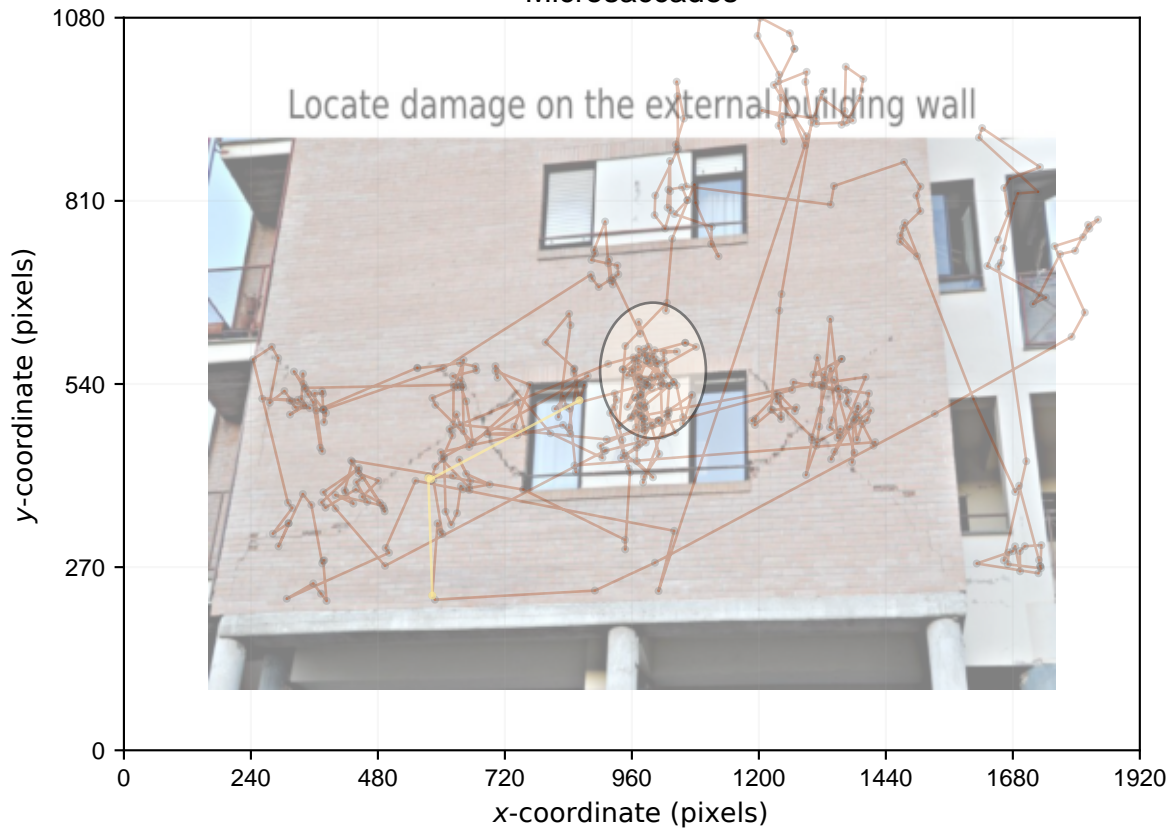 Microsaccades
1080
Locate damage on the external building wall
810
540
270
0
y-coordinate (pixels)
0 240 480 720 960 1200 1440 1680 1920
x-coordinate (pixels)